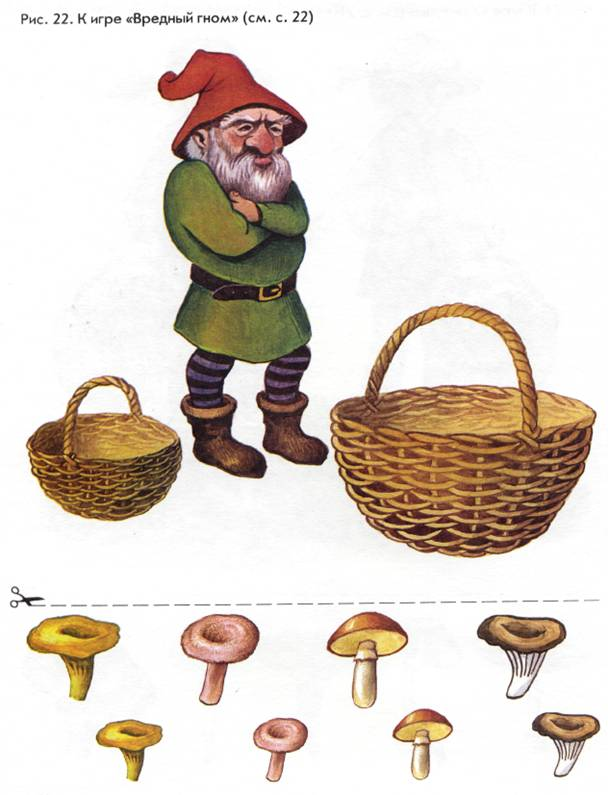 Рис. 22. К игре «Вредный гном» (см. с. 22)